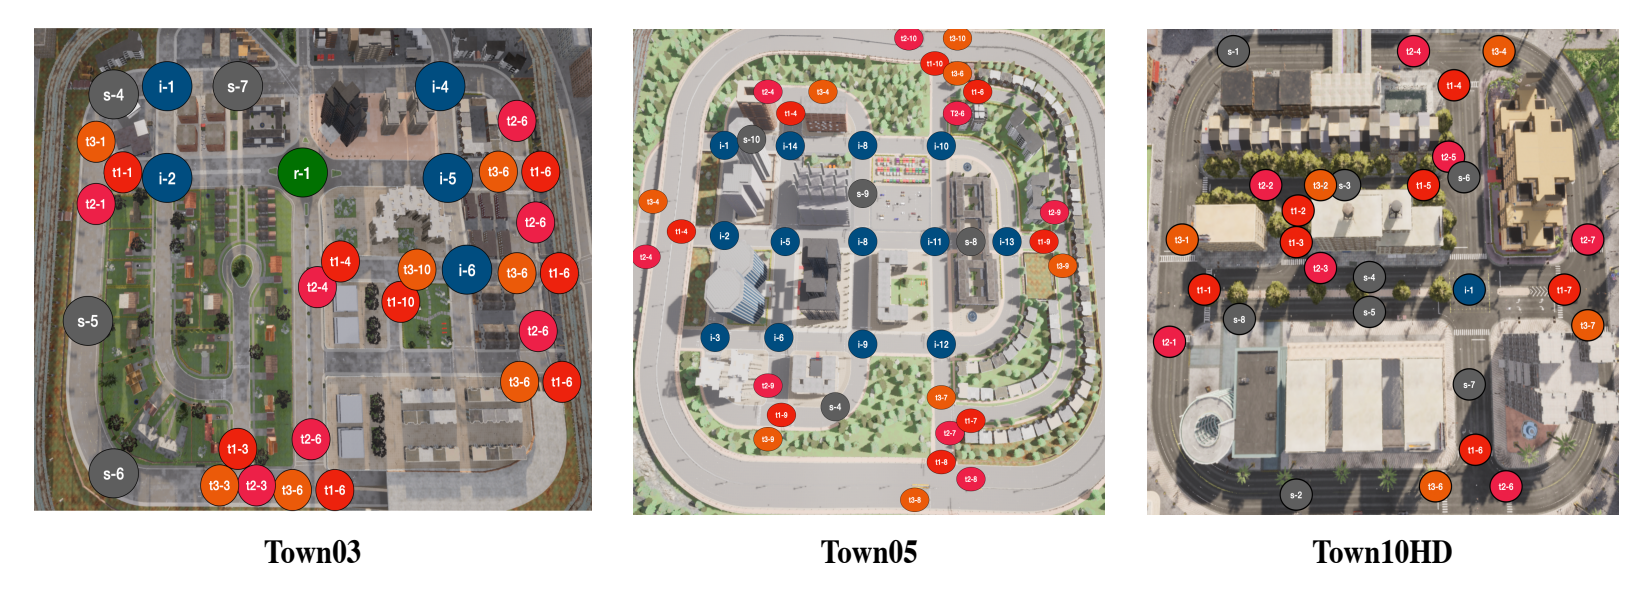 s-4 i-1 s-7 i-4 t2-6
t3-1
t1-1 i-2 r-1 i-5 t3-6 t1-6
t2-1 t2-6
t1-4 t3-10 i-6 t3-6 t1-6
t2-4 t1-10
s-5 t2-6
t3-6 t1-6
t1-3 t2-6
s-6 t3-3 t2-3 t3-6 t1-6
Town03
t2-10 t3-10
t1-10
t3-6
t2-4 t3-4 t1-6
t1-4 T2-6
i-1 s-10 i-14 i-8 i-10
s-9
t3-4
t2-9
t1-4 i-2 i-5 i-8 i-11 s-8 i-13 t1-9
t2-4 t3-9
i-3 i-6 i-9 i-12
t2-9
t3-7
s-4
t1-9 t1-7
t3-9 t2-7
t1-8
t2-8
t3-8
Town05
s-1 t2-4 t3-4
t1-4
t2-5
t2-2 t3-2 s-3 t1-5 s-6
t1-2
t3-1 t1-3 t2-7
t2-3 s-4
t1-1 i-1 t1-7
s-8 s-5 t3-7
t2-1
s-7
t1-6
s-2 t3-6 t2-6
Town10HD